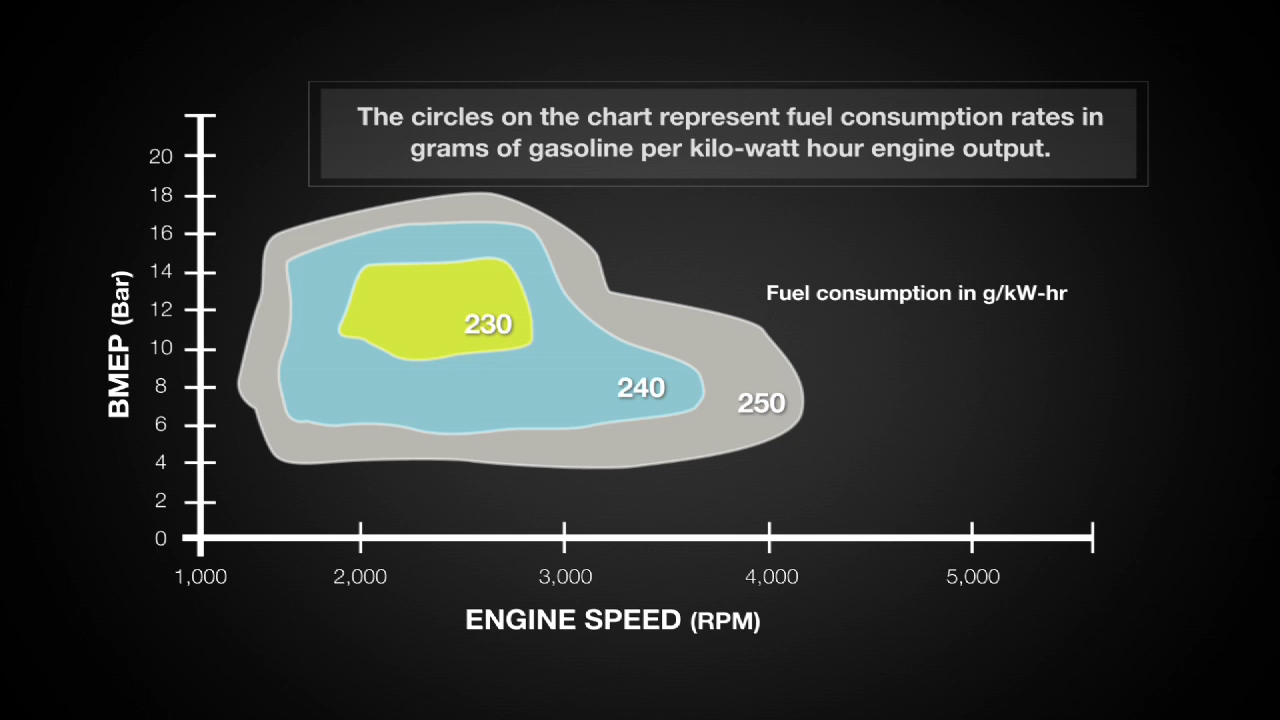 The circles on the chart represent fuel consumption rates in
grams of gasoline per kilo-watt hour engine output.
20
18
16
14
12
10
8
6
4
2
0
BMEP (Bar)
Fuel consumption in g/kW-hr
230
240
250
1,000 2,000 3,000 4,000 5,000
ENGINE SPEED (RPM)